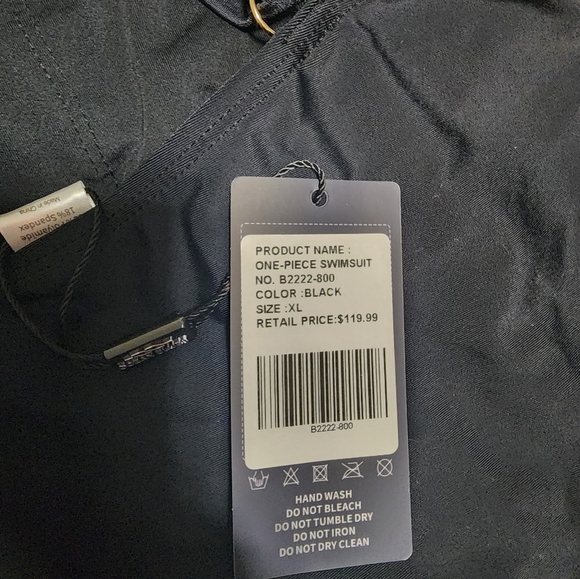 Made in China
18% Spandex
PRODUCT NAME :
ONE-PIECE SWIMSUIT
NO. B2222-800
COLOR :BLACK
SIZE :XL
RETAIL PRICE:$119.99
B2222-800
HAND WASH
DO NOT BLEACH
DO NOT TUMBLE DRY
DO NOT IRON
DO NOT DRY CLEAN